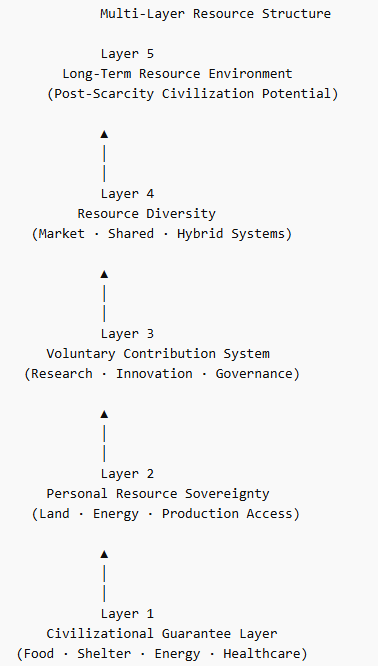 Multi-Layer Resource Structure
Layer 5
Long-Term Resource Environment
(Post-Scarcity Civilization Potential)
Layer 4
Resource Diversity
(Market · Shared · Hybrid Systems)
Layer 3
Voluntary Contribution System
(Research · Innovation · Governance)
Layer 2
Personal Resource Sovereignty
(Land · Energy · Production Access)
Layer 1
Civilizational Guarantee Layer
(Food · Shelter · Energy · Healthcare)